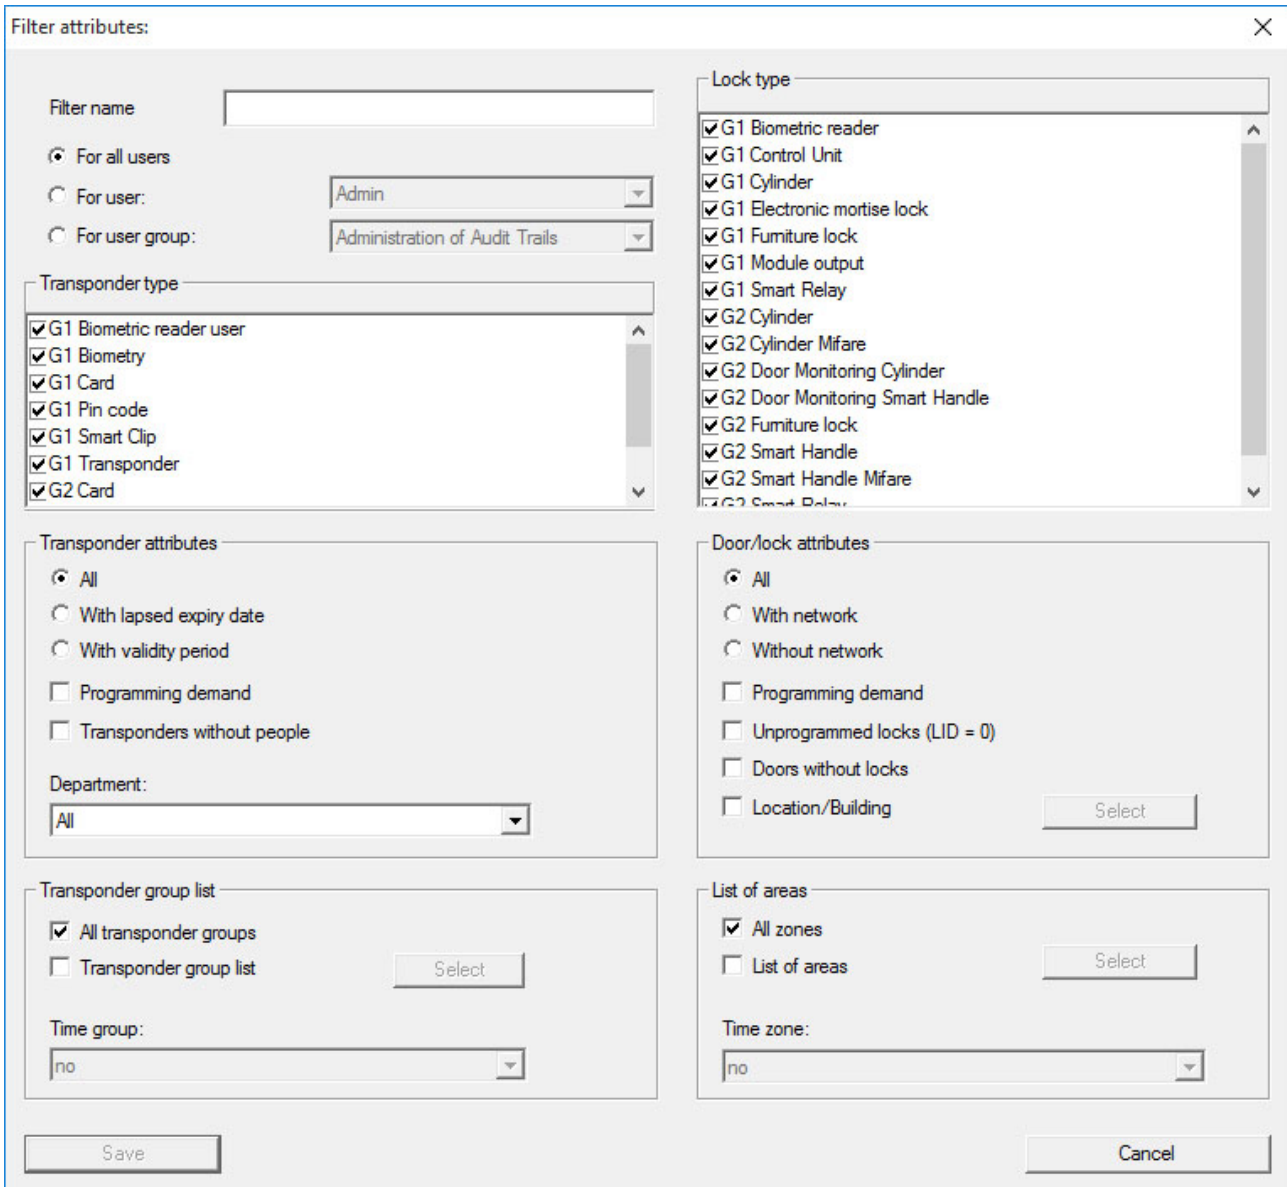 Filter attributes:
Filter name
For all users
For user:
Admin
For user group:
Administration of Audit Trails
Transponder type
G1 Biometric reader user
G1 Biometry
G1 Card
G1 Pin code
G1 Smart Clip
G1 Transponder
G2 Card
Lock type
G1 Biometric reader
G1 Control Unit
G1 Cylinder
G1 Electronic mortise lock
G1 Furniture lock
G1 Module output
G1 Smart Relay
G2 Cylinder
G2 Cylinder Mifare
G2 Door Monitoring Cylinder
G2 Door Monitoring Smart Handle
G2 Furniture lock
G2 Smart Handle
G2 Smart Handle Mifare
G2 Smart Relay
Transponder attributes
All
With lapsed expiry date
With validity period
Programming demand
Transponders without people
Department:
All
Door/lock attributes
All
With network
Without network
Programming demand
Unprogrammed locks (LID = 0)
Doors without locks
Location/Building
Select
Transponder group list
All transponder groups
Transponder group list
Select
Time group:
no
List of areas
All zones
List of areas
Select
Time zone:
no
Save
Cancel